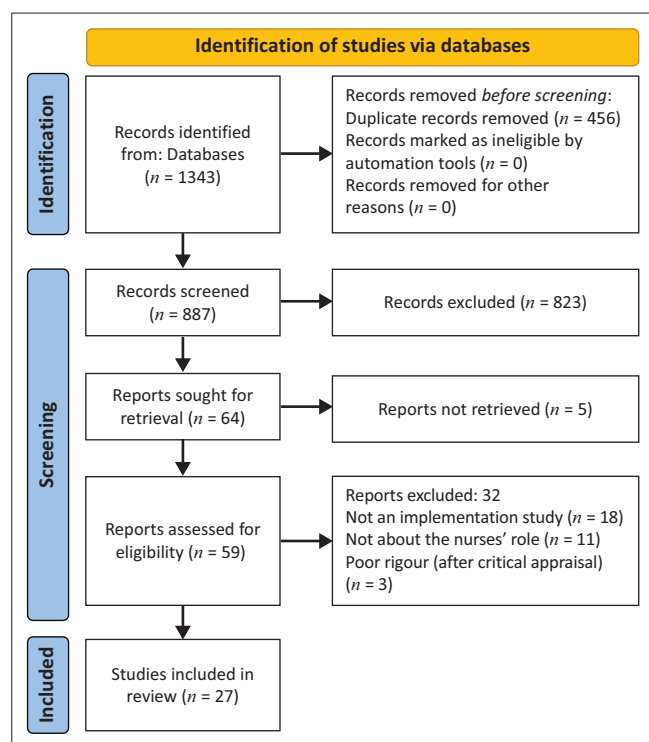 Identification of studies via databases
Identification
Records identified
from: Databases
(n = 1343)
Records removed before screening:
Duplicate records removed (n = 456)
Records marked as ineligible by
automation tools (n = 0)
Records removed for other
reasons (n = 0)
Screening
Records screened
(n = 887)
Records excluded (n = 823)
Reports sought for
retrieval (n = 64)
Reports not retrieved (n = 5)
Reports assessed for
eligibility (n = 59)
Reports excluded: 32
Not an implementation study (n = 18)
Not about the nurses’ role (n = 11)
Poor rigour (after critical appraisal)
(n = 3)
Included
Studies included in
review (n = 27)